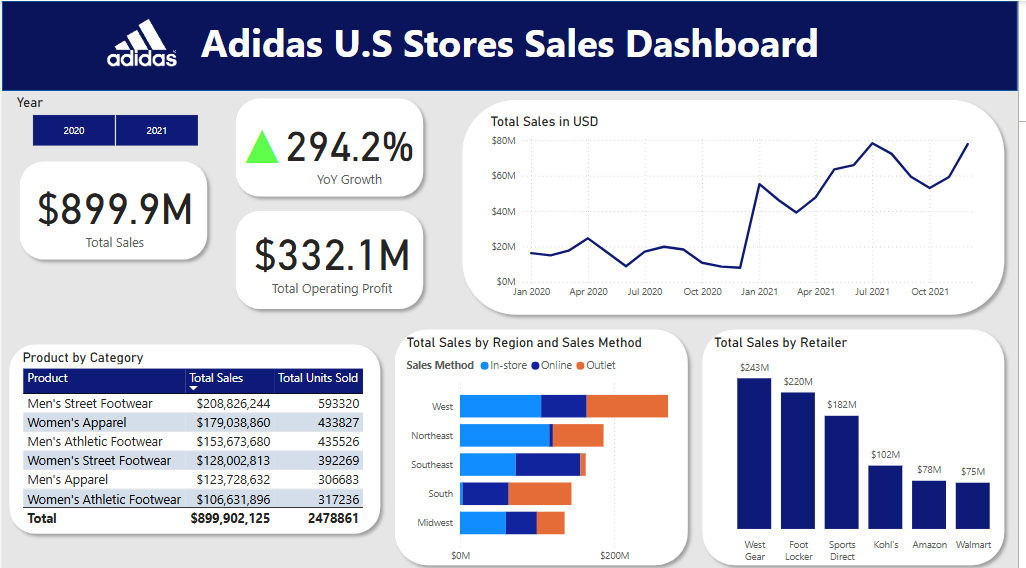 adidas
Adidas U.S Stores Sales Dashboard
Year
2020 2021
$899.9M
Total Sales
294.2%
YoY Growth
$332.1M
Total Operating Profit
Total Sales in USD
$80M
$60M
$40M
$20M
$0M
Jan 2020 Apr 2020 Jul 2020 Oct 2020 Jan 2021 Apr 2021 Jul 2021 Oct 2021
Product by Category
Product Total Sales Total Units Sold
Men's Street Footwear $208,826,244 593320
Women's Apparel $179,038,860 433827
Men's Athletic Footwear $153,673,680 435526
Women's Street Footwear $128,002,813 392269
Men's Apparel $123,728,632 306683
Women's Athletic Footwear $106,631,896 317236
Total $899,902,125 2478861
Total Sales by Region and Sales Method
Sales Method In-store Online Outlet
West
Northeast
Southeast
South
Midwest
$0M $200M
Total Sales by Retailer
$243M
$220M
$182M
$102M
$78M
$75M
West Gear
Foot Locker
Sports Direct
Kohl's
Amazon
Walmart